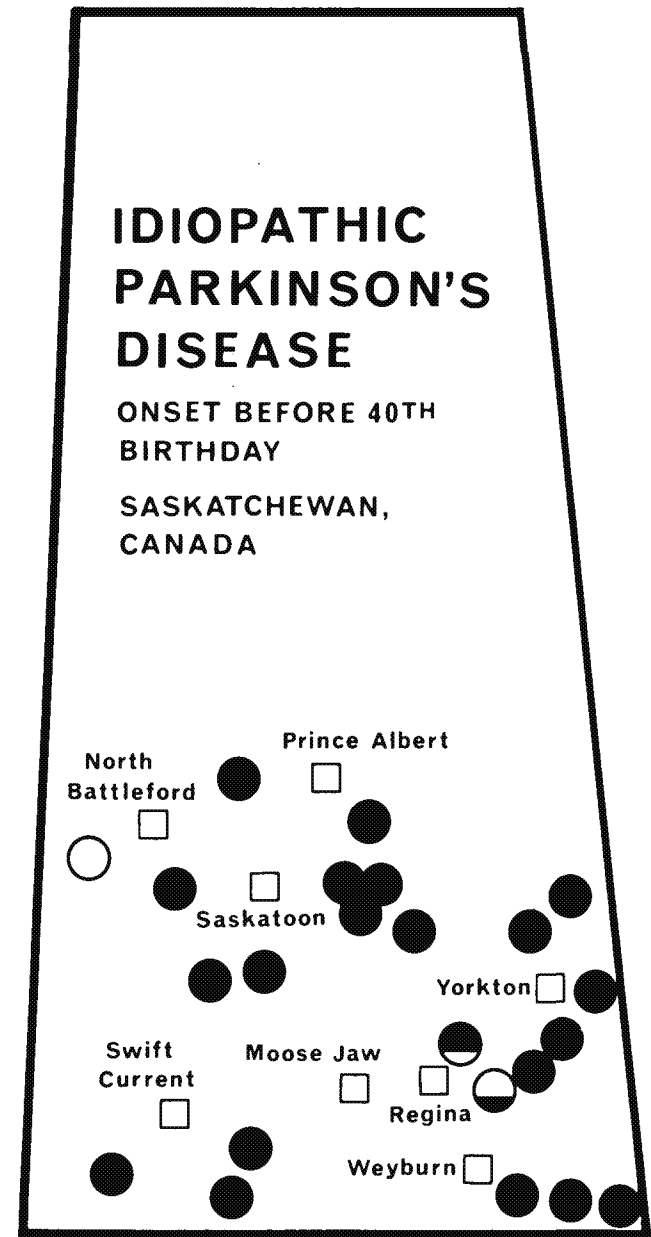 IDIOPATHIC
PARKINSON'S
DISEASE
ONSET BEFORE 40TH
BIRTHDAY
SASKATCHEWAN,
CANADA
Prince Albert
North
Battleford
Saskatoon
Yorkton
Swift
Current
Moose Jaw
Regina
Weyburn